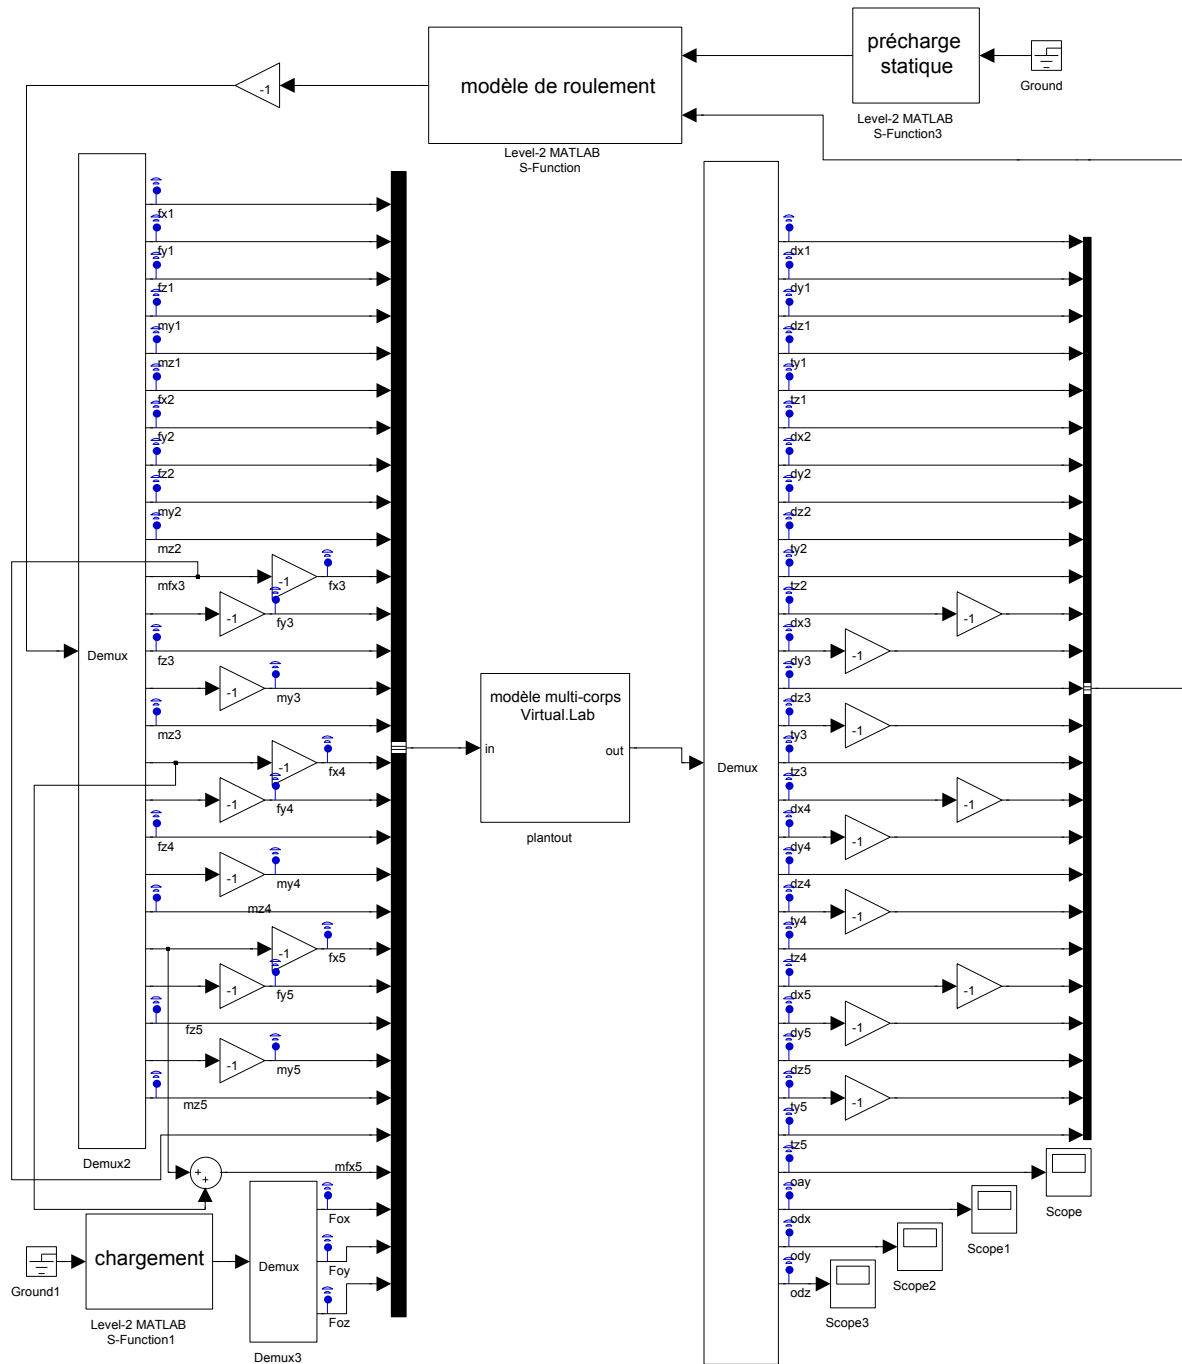 précharge
statique
Ground
Level-2 MATLAB
S-Function3
modèle de roulement
Level-2 MATLAB
S-Function
-1
Demux
Demux2
fx1
fy1
fz1
my1
mz1
fx2
fy2
fz2
my2
mz2
mfx3
-1
fx3
-1
fy3
fz3
-1
my3
mz3
-1
fx4
-1
fy4
fz4
-1
my4
mz4
-1
fx5
-1
fy5
fz5
-1
my5
mz5
+
+
mfx5
Ground1
chargement
Level-2 MATLAB
S-Function1
Demux
Demux3
Fox
Foy
Foz
modèle multi-corps
Virtual.Lab
in
out
plantout
Demux
dx1
dy1
dz1
ty1
tz1
dx2
dy2
dz2
ty2
tz2
dx3
-1
dy3
-1
dz3
ty3
-1
tz3
dx4
-1
dy4
-1
dz4
ty4
-1
tz4
dx5
-1
dy5
-1
dz5
ty5
-1
tz5
oay
Scope
odx
Scope1
ody
Scope2
odz
Scope3